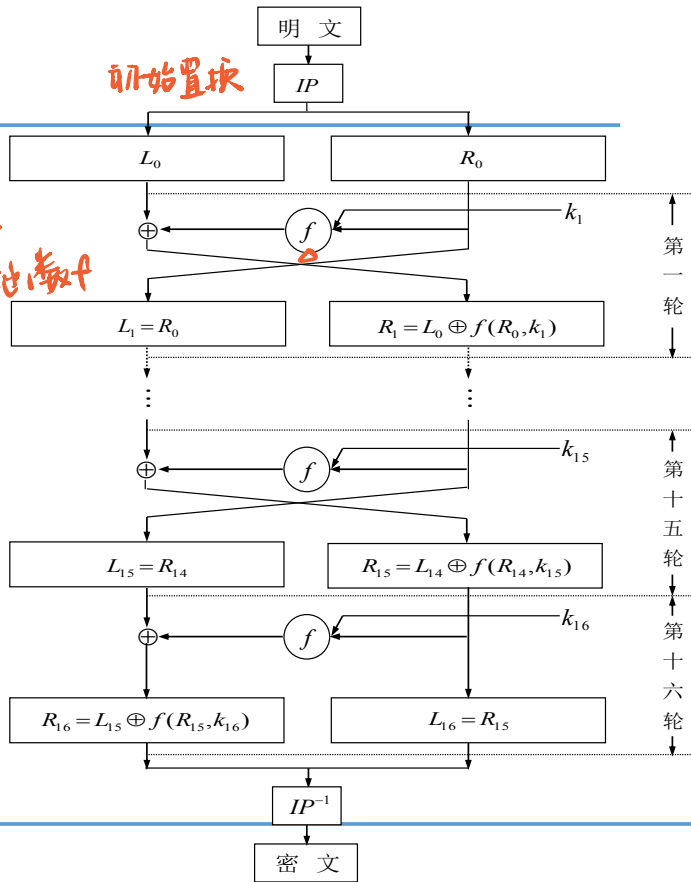 明 文
初始置换
IP
L₀
R₀
k₁
f
⊕
数f
第一轮
L₁ = R₀
R₁ = L₀ ⊕ f(R₀, k₁)
⋮ ⋮
k₁₅
f
⊕
第十五轮
L₁₅ = R₁₄
R₁₅ = L₁₄ ⊕ f(R₁₄, k₁₅)
k₁₆
f
⊕
第十六轮
R₁₆ = L₁₅ ⊕ f(R₁₅, k₁₆)
L₁₆ = R₁₅
IP⁻¹
密 文